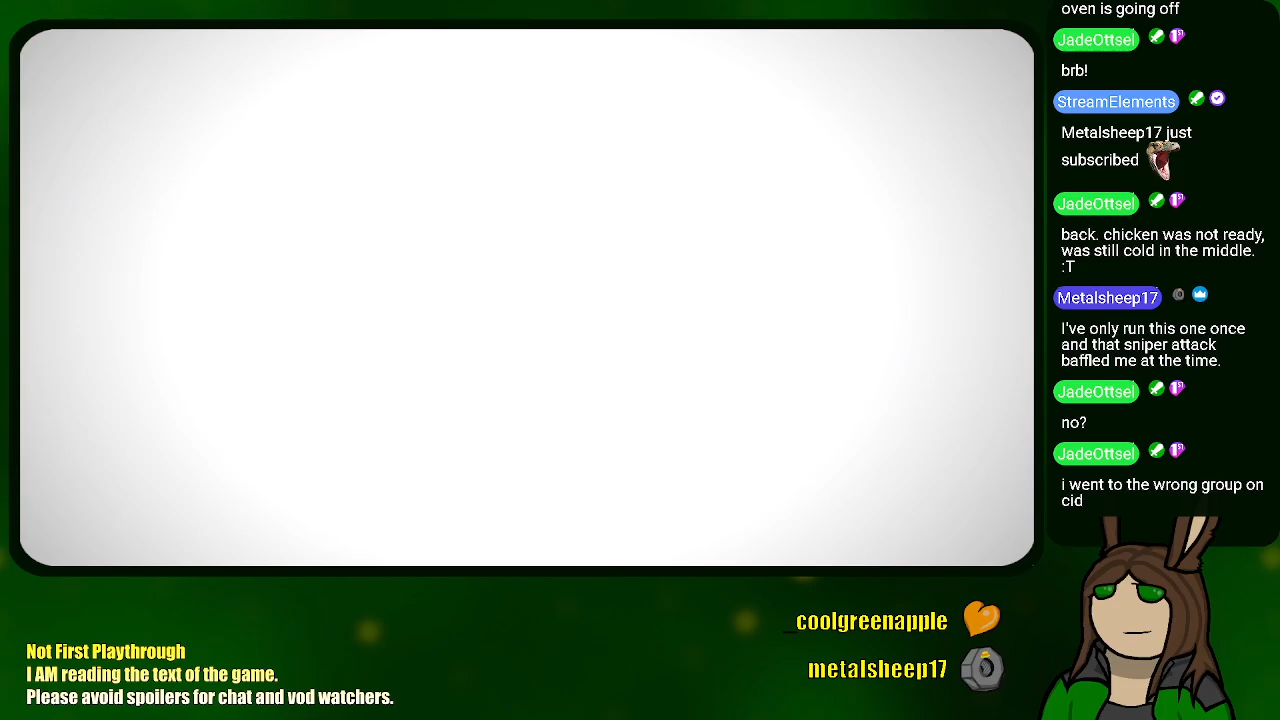 oven is going off
JadeOttsel
brb!
StreamElements
Metalsheep17 just
subscribed
JadeOttsel
back. chicken was not ready,
was still cold in the middle.
:T
Metalsheep17
I've only run this one once
and that sniper attack
baffled me at the time.
JadeOttsel
no?
JadeOttsel
i went to the wrong group on
cid
_coolgreenapple
metalsheep17
Not First Playthrough
I AM reading the text of the game.
Please avoid spoilers for chat and vod watchers.